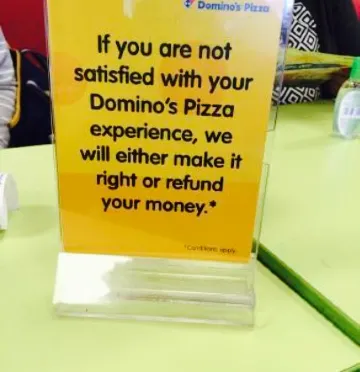 Domino's Pizza
If you are not
satisfied with your
Domino's Pizza
experience, we
will either make it
right or refund
your money.*
*Conditions apply